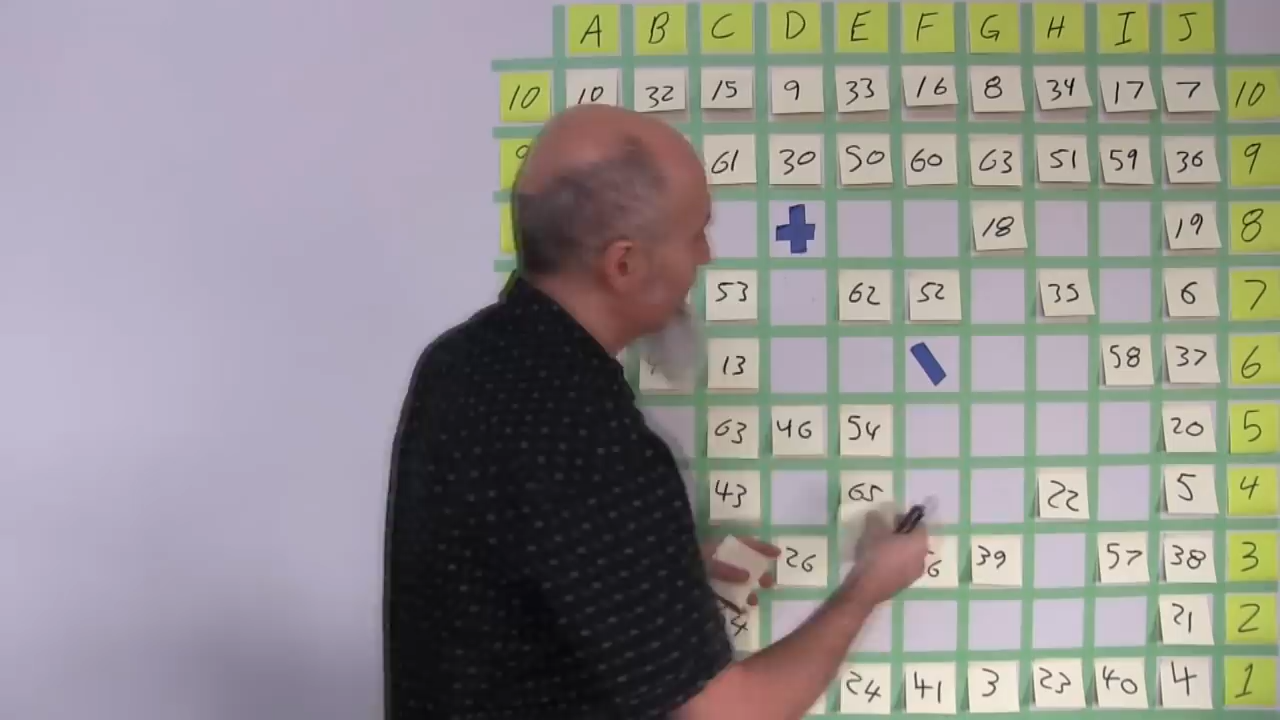 A B C D E F G H I J
10 10 32 15 9 33 16 8 34 17 7 10
9 61 30 50 60 63 51 59 36 9
18 19 8
53 62 52 35 6 7
13 58 37 6
63 46 54 20 5
43 65 22 5 4
26 39 57 38 3
21 2
24 41 3 23 40 4 1